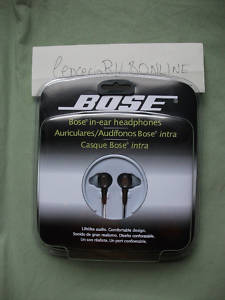 BOSE
Bose® in-ear headphones
Auriculares/Audífonos Bose® intra
Casque Bose® intra
Lifelike audio. Comfortable design.
Sonido de gran realismo. Diseño confortable.
Un son réaliste. Un port confortable.